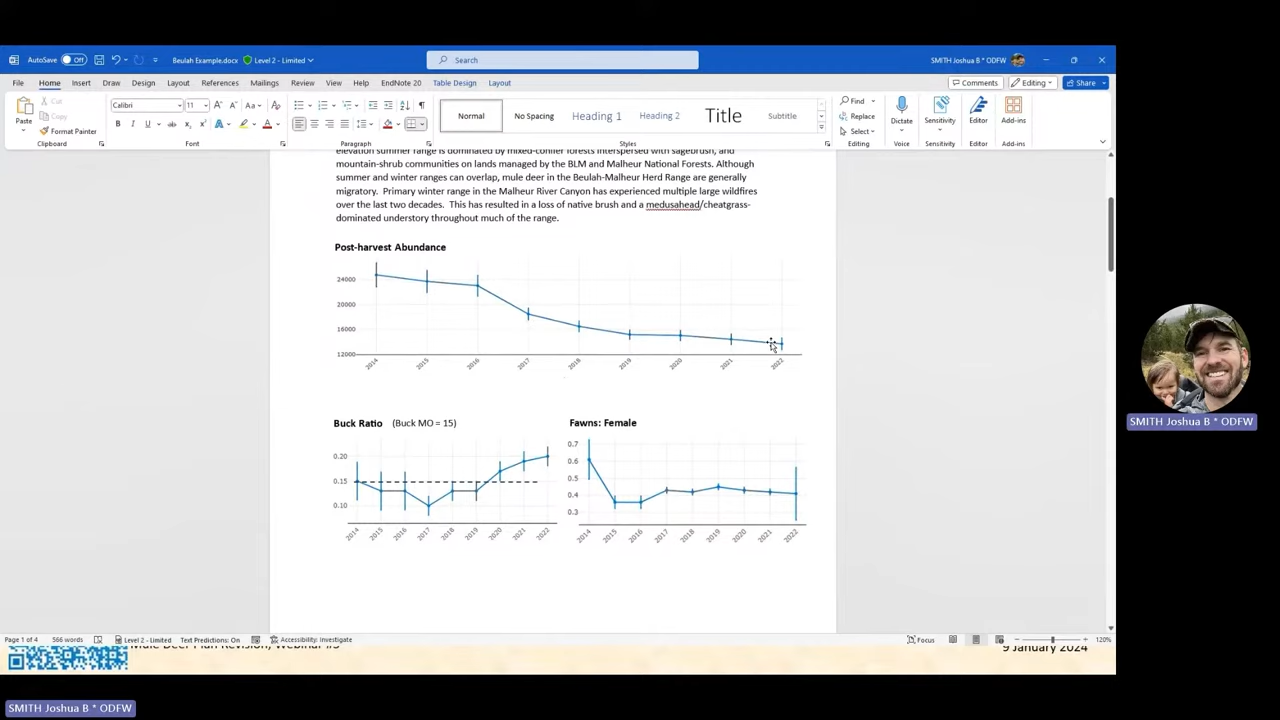 AutoSave Off Beulah Example.docx Level 2 - Limited Search SMITH Joshua B * ODFW
File Home Insert Draw Design Layout References Mailings Review View Help EndNote 20 Table Design Layout Comments Editing Share
Paste Cut Copy Format Painter
Calibri 11
Normal No Spacing Heading 1 Heading 2 Title Subtitle
Find Replace Select
Dictate Sensitivity Editor Add-ins
Clipboard Font Paragraph Styles Editing Voice Sensitivity Editor Add-ins
elevation summer range is dominated by mixed-conifer forests interspersed with sagebrush, and
mountain-shrub communities on lands managed by the BLM and Malheur National Forests. Although
summer and winter ranges can overlap, mule deer in the Beulah-Malheur Herd Range are generally
migratory. Primary winter range in the Malheur River Canyon has experienced multiple large wildfires
over the last two decades. This has resulted in a loss of native brush and a medusahead/cheatgrass-
dominated understory throughout much of the range.
Post-harvest Abundance
24000
20000
16000
12000
2014 2015 2016 2017 2018 2019 2020 2021 2022
Buck Ratio (Buck MO = 15)
0.20
0.15
0.10
2014 2015 2016 2017 2018 2019 2020 2021 2022
Fawns: Female
0.7
0.6
0.5
0.4
0.3
2014 2015 2016 2017 2018 2019 2020 2021 2022
SMITH Joshua B * ODFW
Page 1 of 4 566 words Level 2 - Limited Text Predictions: On Accessibility: Investigate Focus 120%
Mule Deer Plan Revision, Webinar 9 January 2024
SMITH Joshua B * ODFW